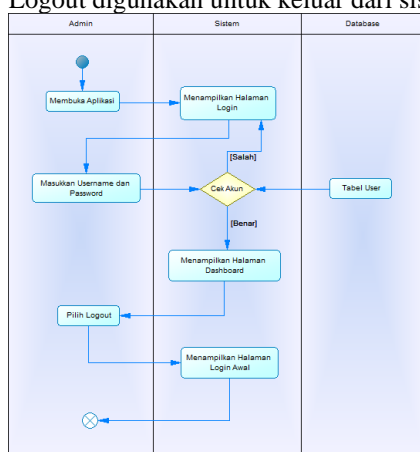 Logout digunakan untuk keluar dari sis
Admin
Sistem
Database
Membuka Aplikasi
Menampilkan Halaman
Login
[Salah]
Masukkan Username dan
Password
Cek Akun
Tabel User
[Benar]
Menampilkan Halaman
Dashboard
Pilih Logout
Menampilkan Halaman
Login Awal